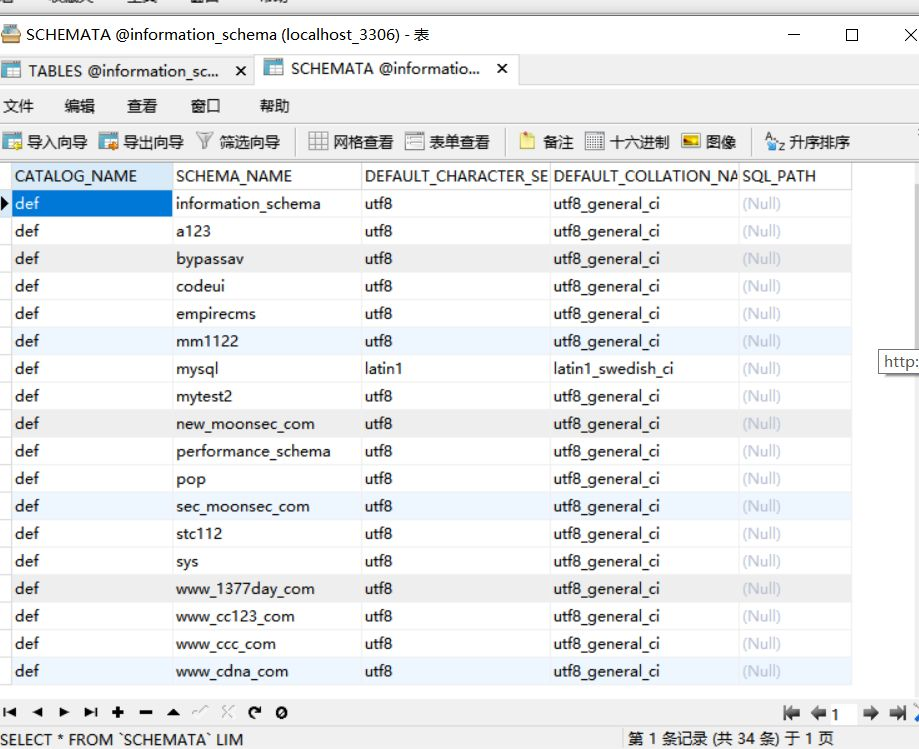 SCHEMATA @information_schema (localhost_3306) - 表
TABLES @information_sc... SCHEMATA @informatio...
文件 编辑 查看 窗口 帮助
导入向导 导出向导 筛选向导 网格查看 表单查看 备注 十六进制 图像 升序排序
CATALOG_NAME SCHEMA_NAME DEFAULT_CHARACTER_SE DEFAULT_COLLATION_NA SQL_PATH
def information_schema utf8 utf8_general_ci (Null)
def a123 utf8 utf8_general_ci (Null)
def bypassav utf8 utf8_general_ci (Null)
def codeui utf8 utf8_general_ci (Null)
def empirecms utf8 utf8_general_ci (Null)
def mm1122 utf8 utf8_general_ci (Null)
http:
def mysql latin1 latin1_swedish_ci (Null)
def mytest2 utf8 utf8_general_ci (Null)
def new_moonsec_com utf8 utf8_general_ci (Null)
def performance_schema utf8 utf8_general_ci (Null)
def pop utf8 utf8_general_ci (Null)
def sec_moonsec_com utf8 utf8_general_ci (Null)
def stc112 utf8 utf8_general_ci (Null)
def sys utf8 utf8_general_ci (Null)
def www_1377day_com utf8 utf8_general_ci (Null)
def www_cc123_com utf8 utf8_general_ci (Null)
def www_ccc_com utf8 utf8_general_ci (Null)
def www_cdna_com utf8 utf8_general_ci (Null)
1
SELECT * FROM `SCHEMATA` LIM 第 1 条记录 (共 34 条) 于 1 页